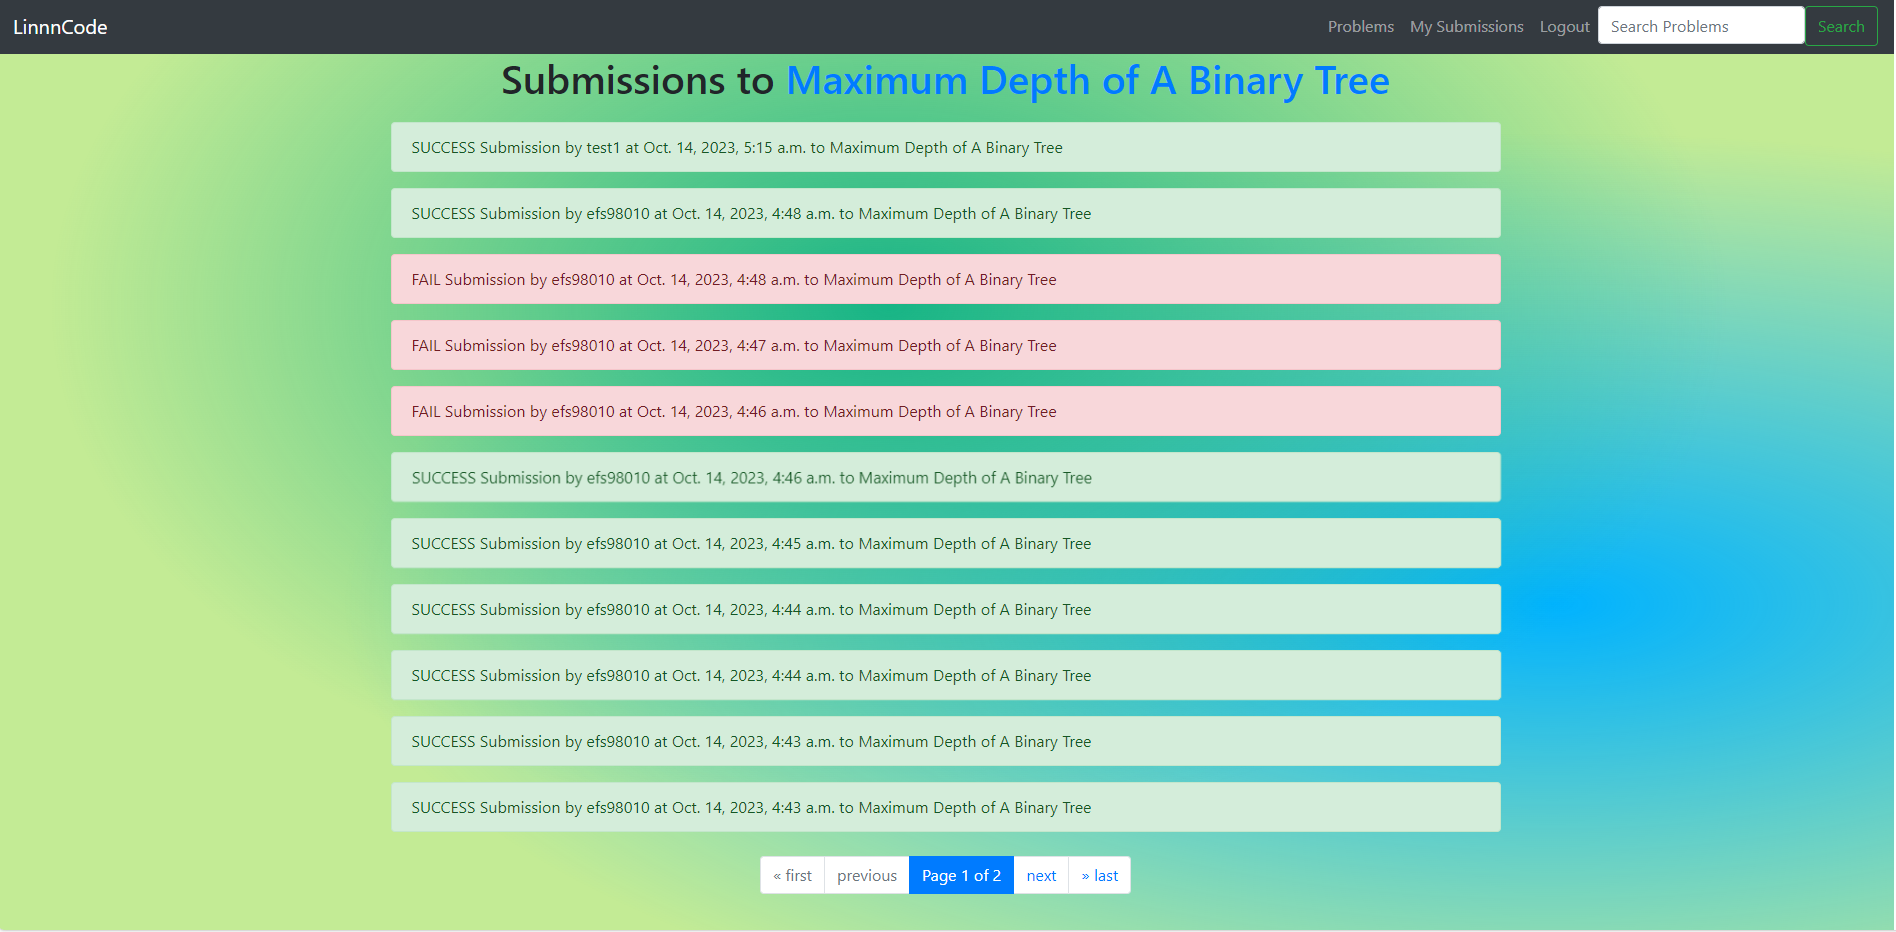 LinnnCode Problems My Submissions Logout Search Problems Search
Submissions to Maximum Depth of A Binary Tree
SUCCESS Submission by test1 at Oct. 14, 2023, 5:15 a.m. to Maximum Depth of A Binary Tree
SUCCESS Submission by efs98010 at Oct. 14, 2023, 4:48 a.m. to Maximum Depth of A Binary Tree
FAIL Submission by efs98010 at Oct. 14, 2023, 4:48 a.m. to Maximum Depth of A Binary Tree
FAIL Submission by efs98010 at Oct. 14, 2023, 4:47 a.m. to Maximum Depth of A Binary Tree
FAIL Submission by efs98010 at Oct. 14, 2023, 4:46 a.m. to Maximum Depth of A Binary Tree
SUCCESS Submission by efs98010 at Oct. 14, 2023, 4:46 a.m. to Maximum Depth of A Binary Tree
SUCCESS Submission by efs98010 at Oct. 14, 2023, 4:45 a.m. to Maximum Depth of A Binary Tree
SUCCESS Submission by efs98010 at Oct. 14, 2023, 4:44 a.m. to Maximum Depth of A Binary Tree
SUCCESS Submission by efs98010 at Oct. 14, 2023, 4:44 a.m. to Maximum Depth of A Binary Tree
SUCCESS Submission by efs98010 at Oct. 14, 2023, 4:43 a.m. to Maximum Depth of A Binary Tree
SUCCESS Submission by efs98010 at Oct. 14, 2023, 4:43 a.m. to Maximum Depth of A Binary Tree
« first previous Page 1 of 2 next » last